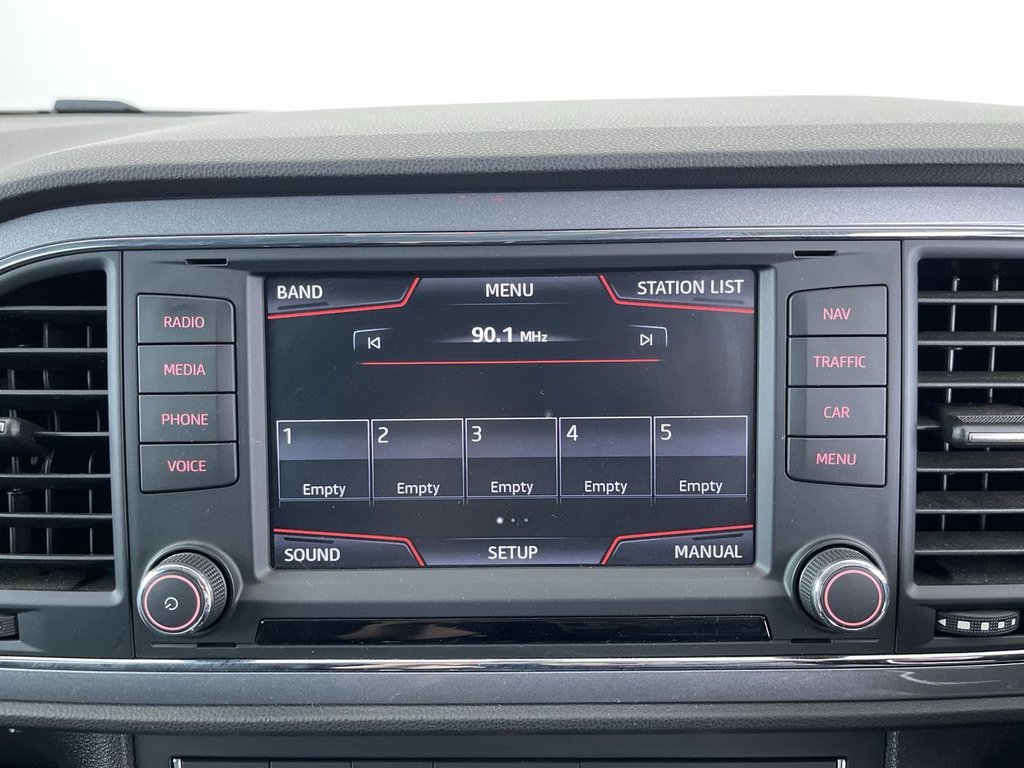 BAND MENU STATION LIST
90.1 MHz
1 2 3 4 5
Empty Empty Empty Empty Empty
SOUND SETUP MANUAL
RADIO
MEDIA
PHONE
VOICE
NAV
TRAFFIC
CAR
MENU